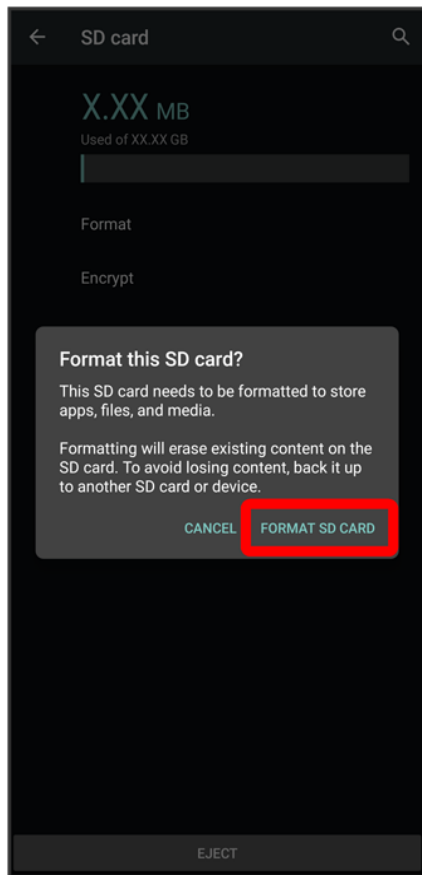 SD card
X.XX MB
Used of XX.XX GB
Format
Encrypt
Format this SD card?
This SD card needs to be formatted to store
apps, files, and media.
Formatting will erase existing content on the
SD card. To avoid losing content, back it up
to another SD card or device.
CANCEL FORMAT SD CARD
EJECT